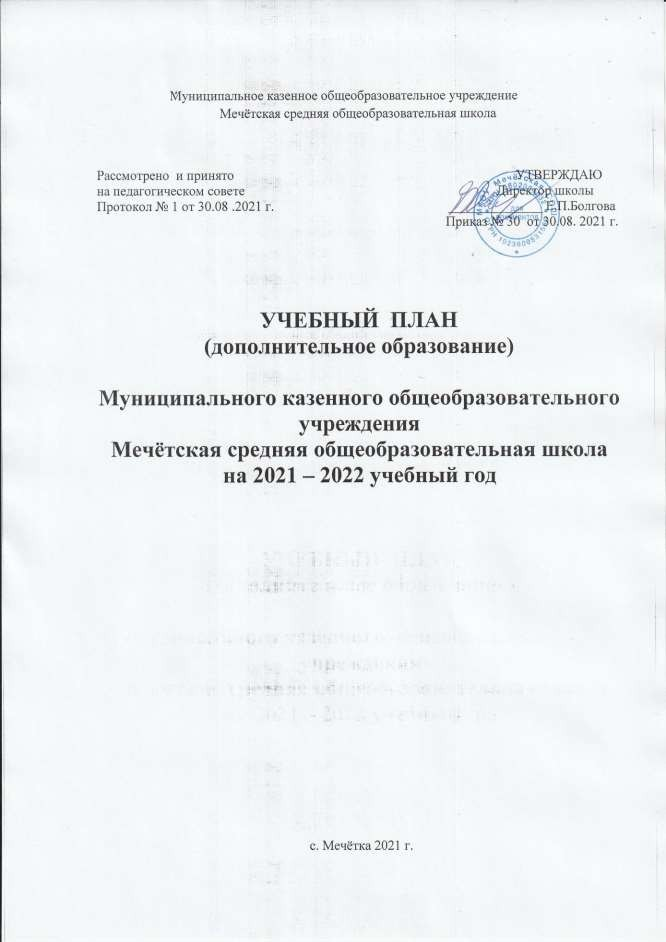 Муниципальное казенное общеобразовательное учреждение
Мечётская средняя общеобразовательная школа
Рассмотрено и принято
на педагогическом совете
Протокол № 1 от 30.08 .2021 г.
УТВЕРЖДАЮ
Директор школы
Е.П.Болгова
Приказ № 30 от 30.08. 2021 г.
для
документов
УЧЕБНЫЙ ПЛАН
(дополнительное образование)
Муниципального казенного общеобразовательного
учреждения
Мечётская средняя общеобразовательная школа
на 2021 – 2022 учебный год
с. Мечётка 2021 г.